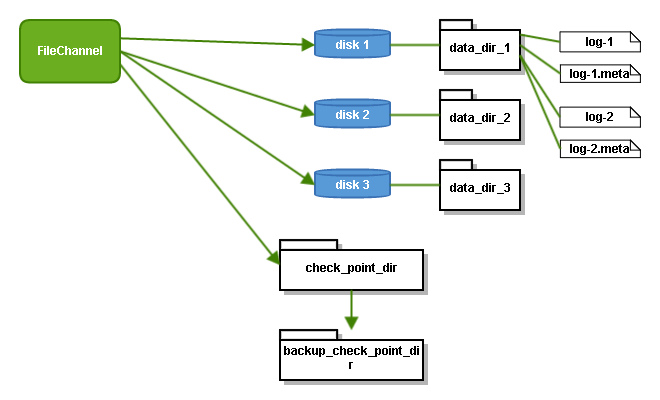 FileChannel
disk 1
data_dir_1
log-1
log-1.meta
disk 2
data_dir_2
log-2
log-2.meta
disk 3
data_dir_3
check_point_dir
backup_check_point_di
r